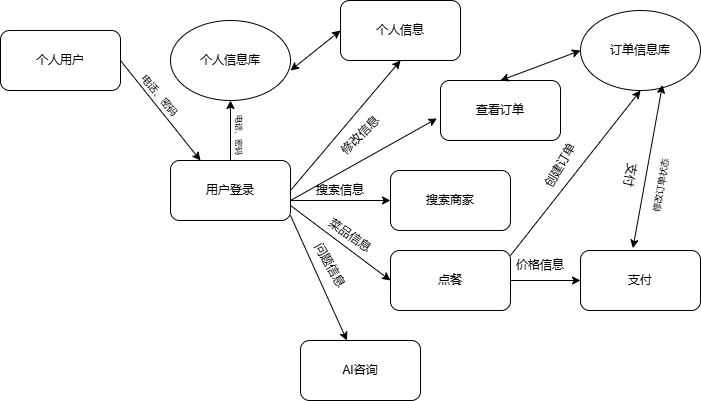 个人信息
个人用户
个人信息库
订单信息库
电话、密码
查看订单
电话、密码
修改信息
创建订单
支付
修改订单状态
用户登录
搜索信息
搜索商家
菜品信息
问题信息
点餐
价格信息
支付
AI咨询